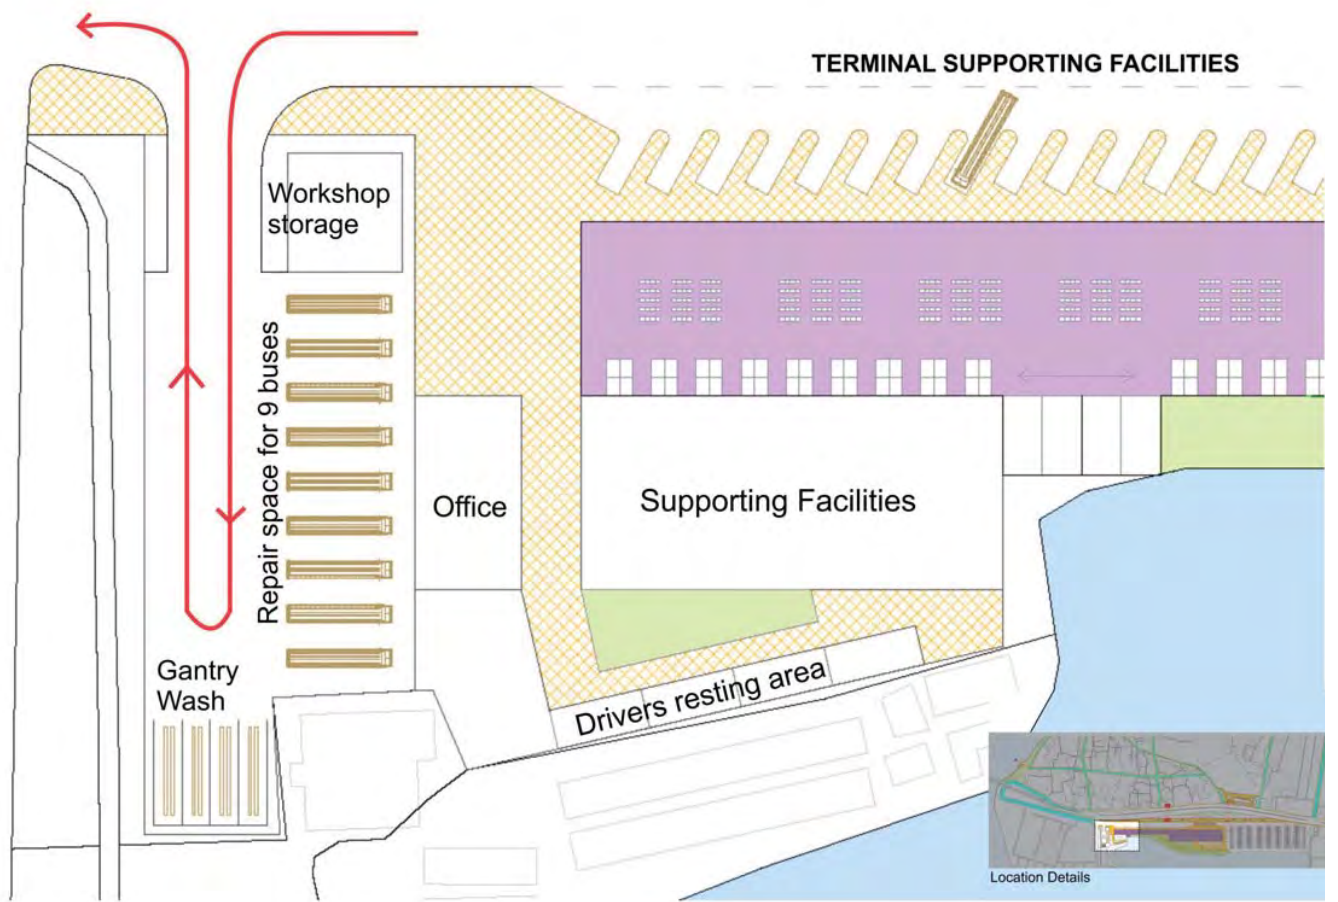 TERMINAL SUPPORTING FACILITIES
Workshop
storage
Repair space for 9 buses
Office
Supporting Facilities
Gantry
Wash
Drivers resting area
Location Details